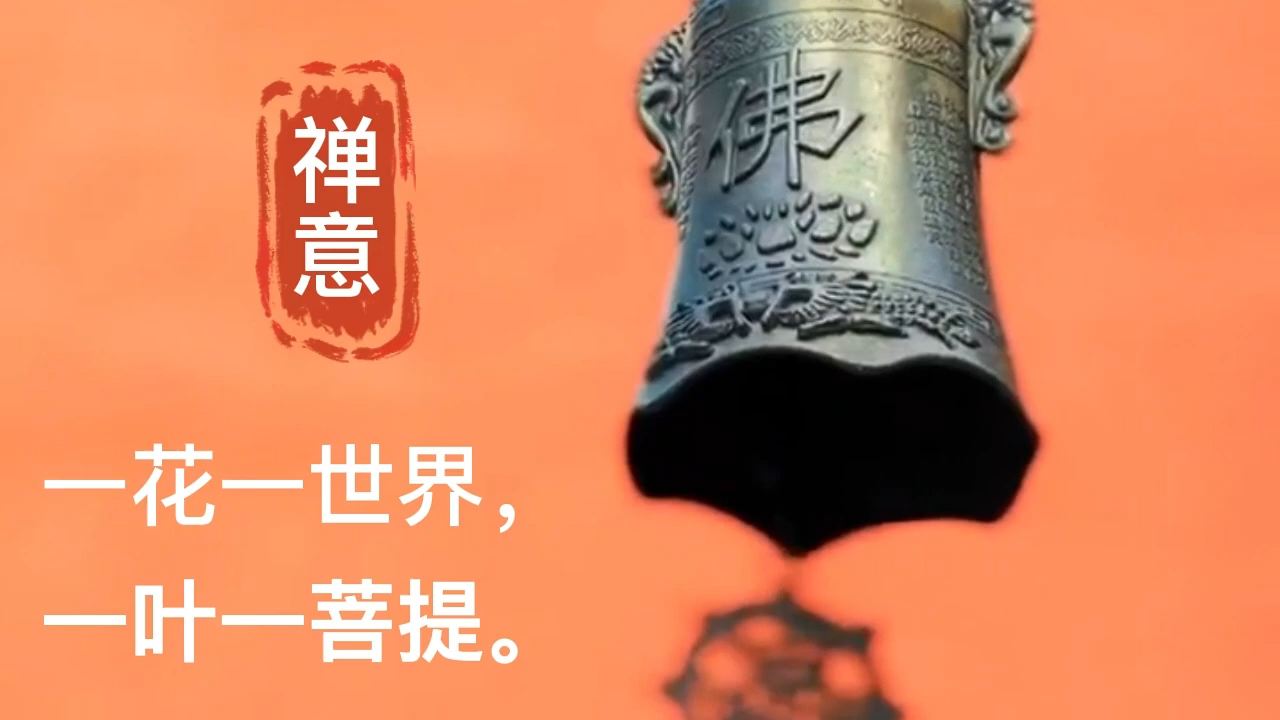 禅意
佛
一花一世界，
一叶一菩提。